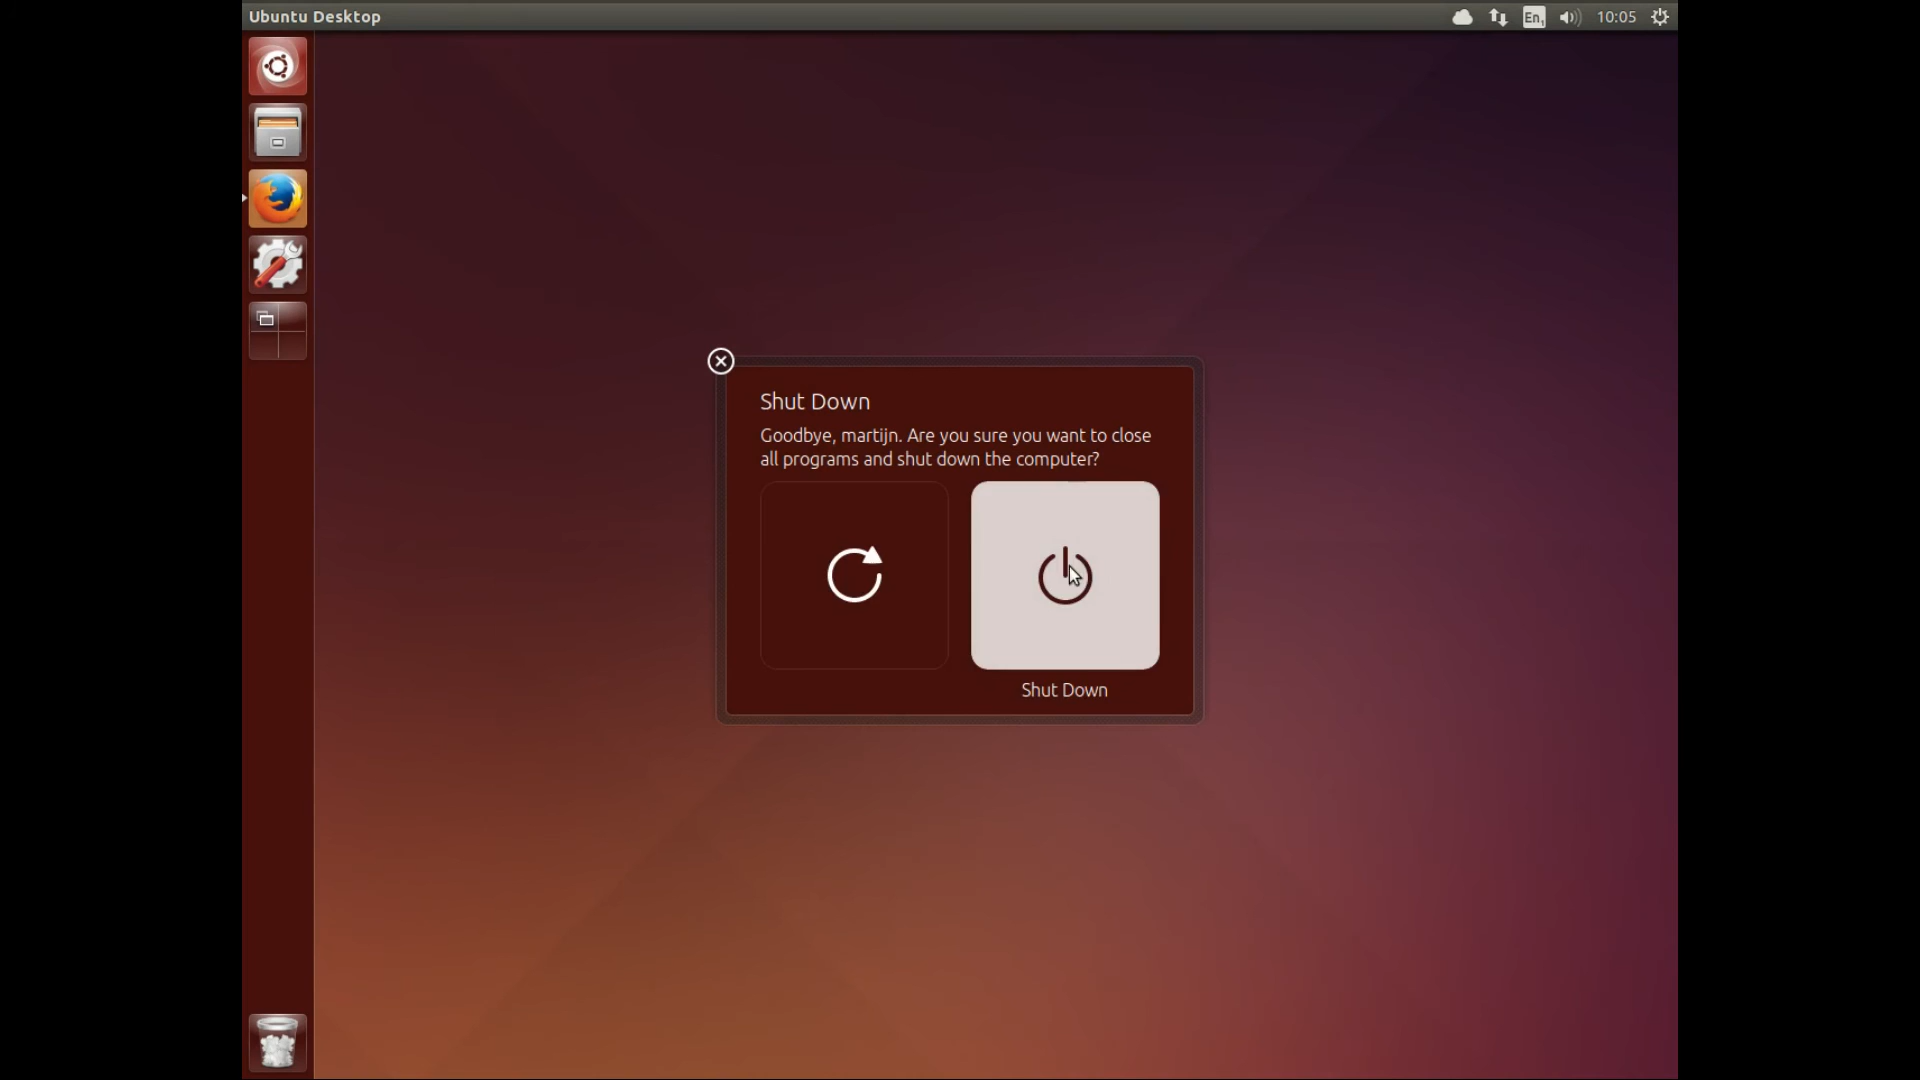 Ubuntu Desktop
En1
10:05
Shut Down
Goodbye, martijn. Are you sure you want to close
all programs and shut down the computer?
Shut Down